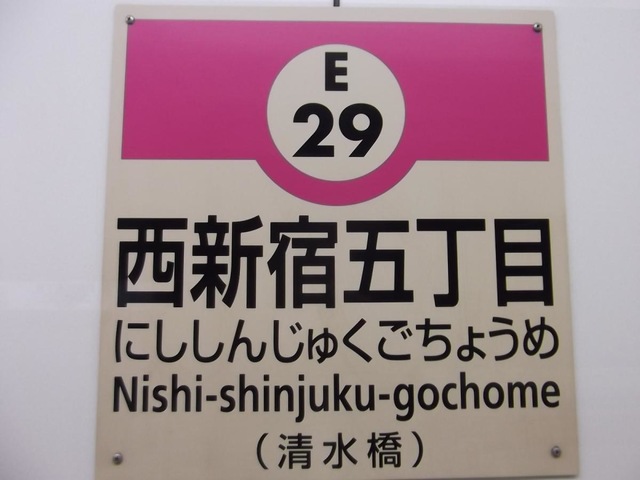 E
29
西新宿五丁目
にししんじゅくごちょうめ
Nishi-shinjuku-gochome
（清水橋）